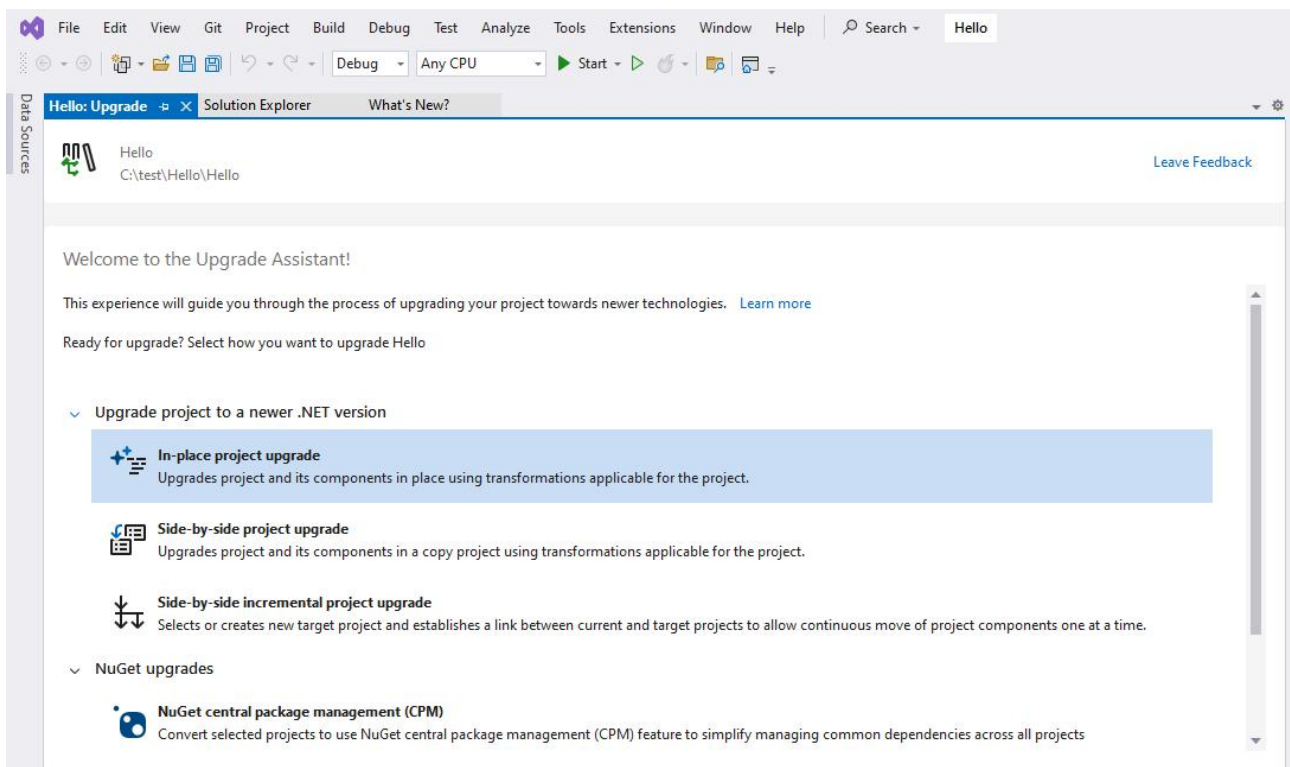 File Edit View Git Project Build Debug Test Analyze Tools Extensions Window Help Search Hello
Debug Any CPU Start
Data Sources
Hello: Upgrade Solution Explorer What's New?
Hello
C:\test\Hello\Hello
Leave Feedback
Welcome to the Upgrade Assistant!
This experience will guide you through the process of upgrading your project towards newer technologies. Learn more
Ready for upgrade? Select how you want to upgrade Hello
Upgrade project to a newer .NET version
In-place project upgrade
Upgrades project and its components in place using transformations applicable for the project.
Side-by-side project upgrade
Upgrades project and its components in a copy project using transformations applicable for the project.
Side-by-side incremental project upgrade
Selects or creates new target project and establishes a link between current and target projects to allow continuous move of project components one at a time.
NuGet upgrades
NuGet central package management (CPM)
Convert selected projects to use NuGet central package management (CPM) feature to simplify managing common dependencies across all projects